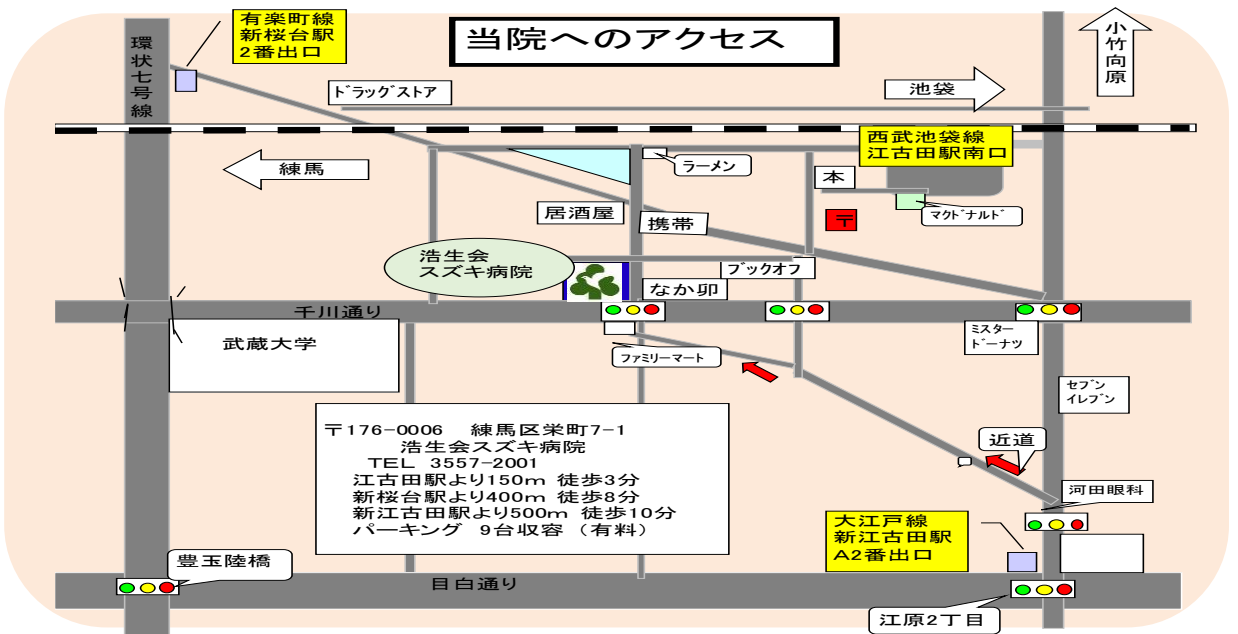 当院へのアクセス
有楽町線
新桜台駅
2番出口
環状七号線
小竹向原
ドラッグストア
池袋
西武池袋線
江古田駅南口
練馬
ラーメン
本
居酒屋
携帯
〒
マクドナルド
浩生会
スズキ病院
ブックオフ
なか卯
千川通り
武蔵大学
ファミリーマート
ミスター
ドーナツ
セブン
イレブン
〒176-0006 練馬区栄町7-1
浩生会スズキ病院
TEL 3557-2001
江古田駅より150m 徒歩3分
新桜台駅より400m 徒歩8分
新江古田駅より500m 徒歩10分
パーキング 9台収容 (有料)
近道
河田眼科
大江戸線
新江古田駅
A2番出口
豊玉陸橋
目白通り
江原2丁目